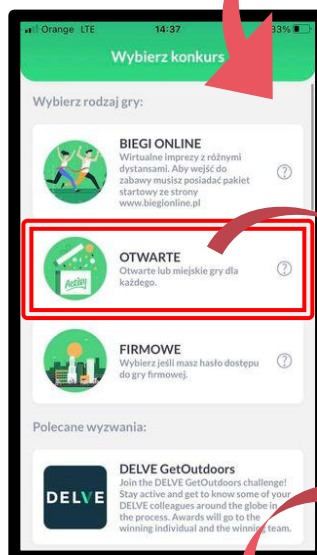 Orange LTE 14:37 33%
Wybierz konkurs
Wybierz rodzaj gry:
BIEGI ONLINE
Wirtualne imprezy z różnymi
dystansami. Aby wejść do
zabawy musisz posiadać pakiet
startowy ze strony
www.biegionline.pl
?
Activy
OTWARTE
Otwarte lub miejskie gry dla
każdego.
?
FIRMOWE
Wybierz jeśli masz hasło dostępu
do gry firmowej.
?
Polecane wyzwania:
DELVE
DELVE GetOutdoors
Join the DELVE GetOutdoors challenge!
Stay active and get to know some of your
DELVE colleagues around the globe in
the process. Awards will go to the
winning individual and the winning team.